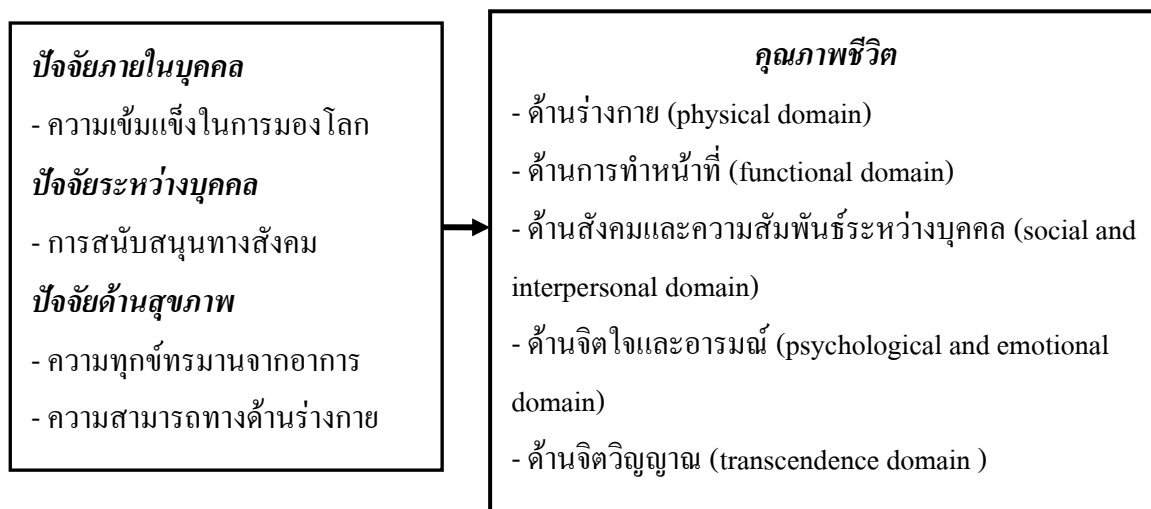 ปัจจัยภายในบุคคล
- ความเข้มแข็งในการมองโลก
ปัจจัยระหว่างบุคคล
- การสนับสนุนทางสังคม
ปัจจัยด้านสุขภาพ
- ความทุกข์ทรมานจากอาการ
- ความสามารถทางด้านร่างกาย
คุณภาพชีวิต
- ด้านร่างกาย (physical domain)
- ด้านการทำหน้าที่ (functional domain)
- ด้านสังคมและความสัมพันธ์ระหว่างบุคคล (social and
interpersonal domain)
- ด้านจิตใจและอารมณ์ (psychological and emotional
domain)
- ด้านจิตวิญญาณ (transcendence domain )